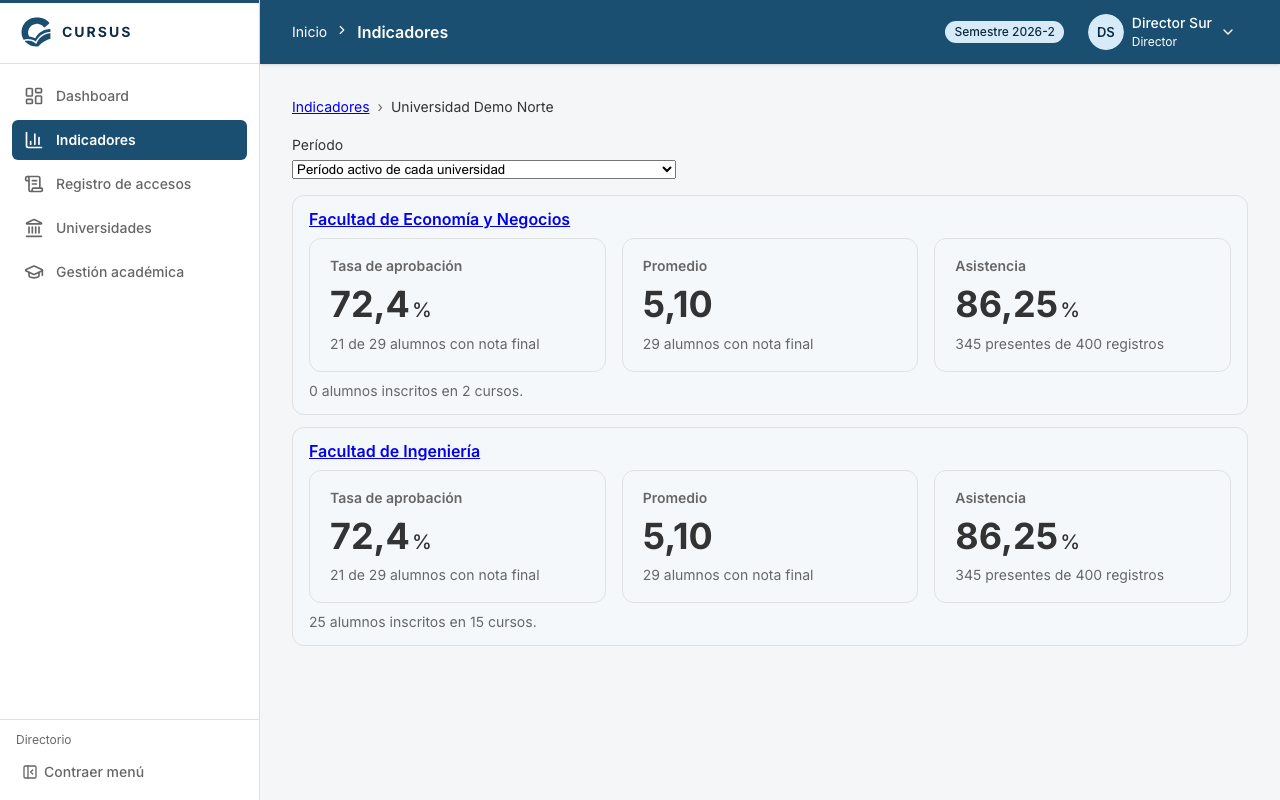 CURSUS
Inicio > Indicadores
Semestre 2026-2
DS
Director Sur
Director
Dashboard
Indicadores
Registro de accesos
Universidades
Gestión académica
Indicadores › Universidad Demo Norte
Período
Período activo de cada universidad
Facultad de Economía y Negocios
Tasa de aprobación
72,4%
21 de 29 alumnos con nota final
Promedio
5,10
29 alumnos con nota final
Asistencia
86,25%
345 presentes de 400 registros
0 alumnos inscritos en 2 cursos.
Facultad de Ingeniería
Tasa de aprobación
72,4%
21 de 29 alumnos con nota final
Promedio
5,10
29 alumnos con nota final
Asistencia
86,25%
345 presentes de 400 registros
25 alumnos inscritos en 15 cursos.
Directorio
Contraer menú